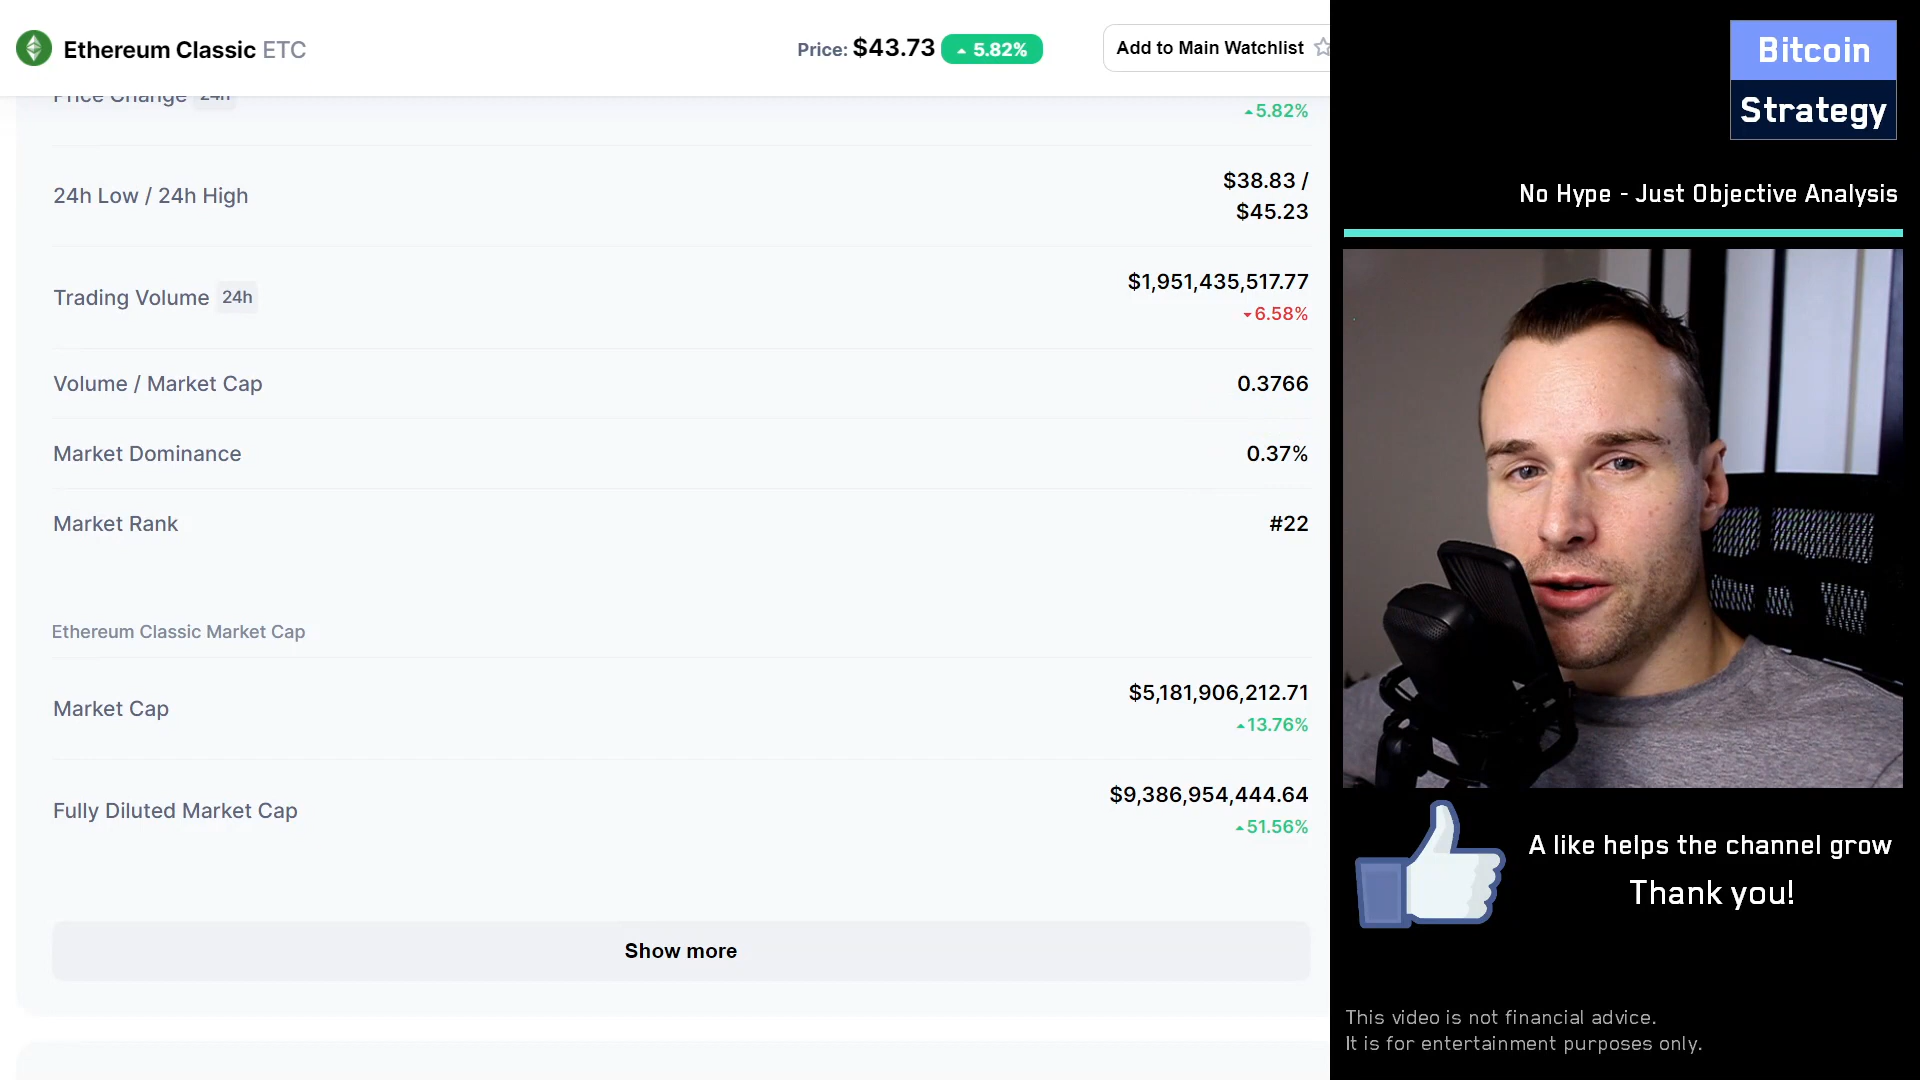 Ethereum Classic ETC
Price: $43.73 5.82%
Add to Main Watchlist
Price Change 24h
5.82%
24h Low / 24h High
$38.83 /
$45.23
Trading Volume 24h
$1,951,435,517.77
6.58%
Volume / Market Cap
0.3766
Market Dominance
0.37%
Market Rank
#22
Ethereum Classic Market Cap
Market Cap
$5,181,906,212.71
13.76%
Fully Diluted Market Cap
$9,386,954,444.64
51.56%
Show more
Bitcoin
Strategy
No Hype - Just Objective Analysis
A like helps the channel grow
Thank you!
This video is not financial advice.
It is for entertainment purposes only.